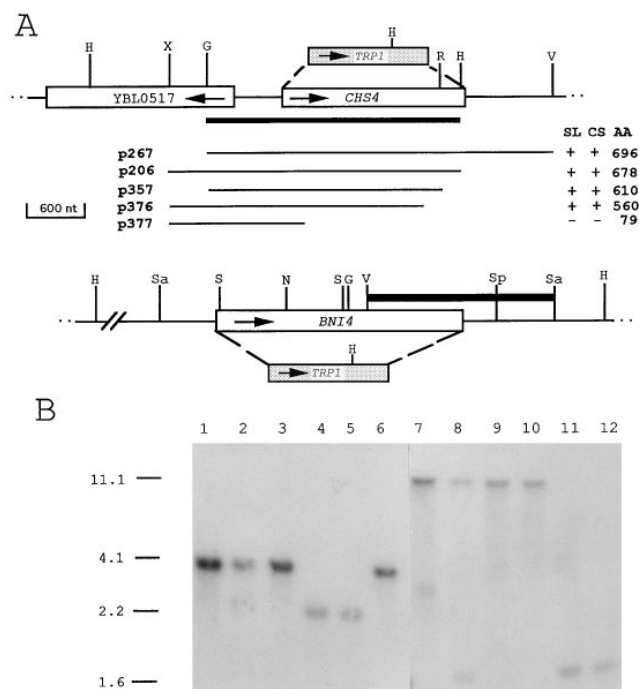 A
H
H X G R H V
TRP1
YBL0517 CHS4
SL CS AA
p267 + + 696
p206 + + 678
p357 + + 610
p376 + + 560
p377 − − 79
600 nt
H Sa S N S G V Sp Sa H
BNI4
H
TRP1
B
1 2 3 4 5 6 7 8 9 10 11 12
11.1
4.1
2.2
1.6